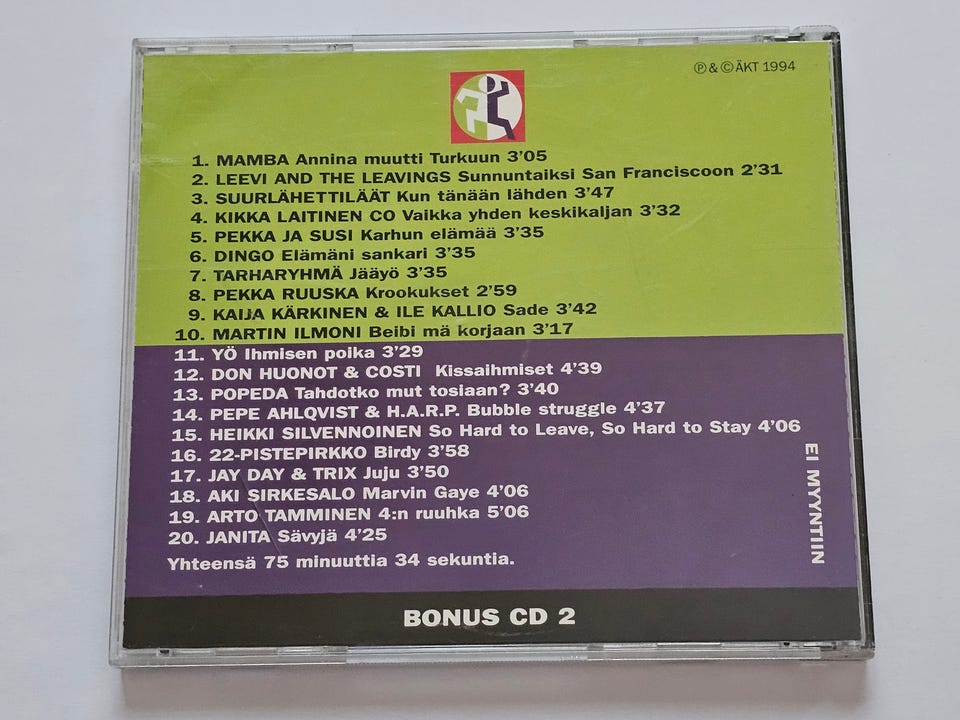 Ⓟ & © ÄKT 1994
1. MAMBA Annina muutti Turkuun 3'05
2. LEEVI AND THE LEAVINGS Sunnuntaiksi San Franciscoon 2'31
3. SUURLÄHETTILÄÄT Kun tänään lähden 3'47
4. KIKKA LAITINEN CO Vaikka yhden keskikaljan 3'32
5. PEKKA JA SUSI Karhun elämää 3'35
6. DINGO Elämäni sankari 3'35
7. TARHARYHMÄ Jääyö 3'35
8. PEKKA RUUSKA Krookukset 2'59
9. KAIJA KÄRKINEN & ILE KALLIO Sade 3'42
10. MARTIN ILMONI Beibi mä korjaan 3'17
11. YÖ Ihmisen poika 3'29
12. DON HUONOT & COSTI Kissaihmiset 4'39
13. POPEDA Tahdotko mut tosiaan? 3'40
14. PEPE AHLQVIST & H.A.R.P. Bubble struggle 4'37
15. HEIKKI SILVENNOINEN So Hard to Leave, So Hard to Stay 4'06
16. 22-PISTEPIRKKO Birdy 3'58
17. JAY DAY & TRIX Juju 3'50
18. AKI SIRKESALO Marvin Gaye 4'06
19. ARTO TAMMINEN 4:n ruuhka 5'06
20. JANITA Sävyjä 4'25
Yhteensä 75 minuuttia 34 sekuntia.
EI MYYNTIIN
BONUS CD 2